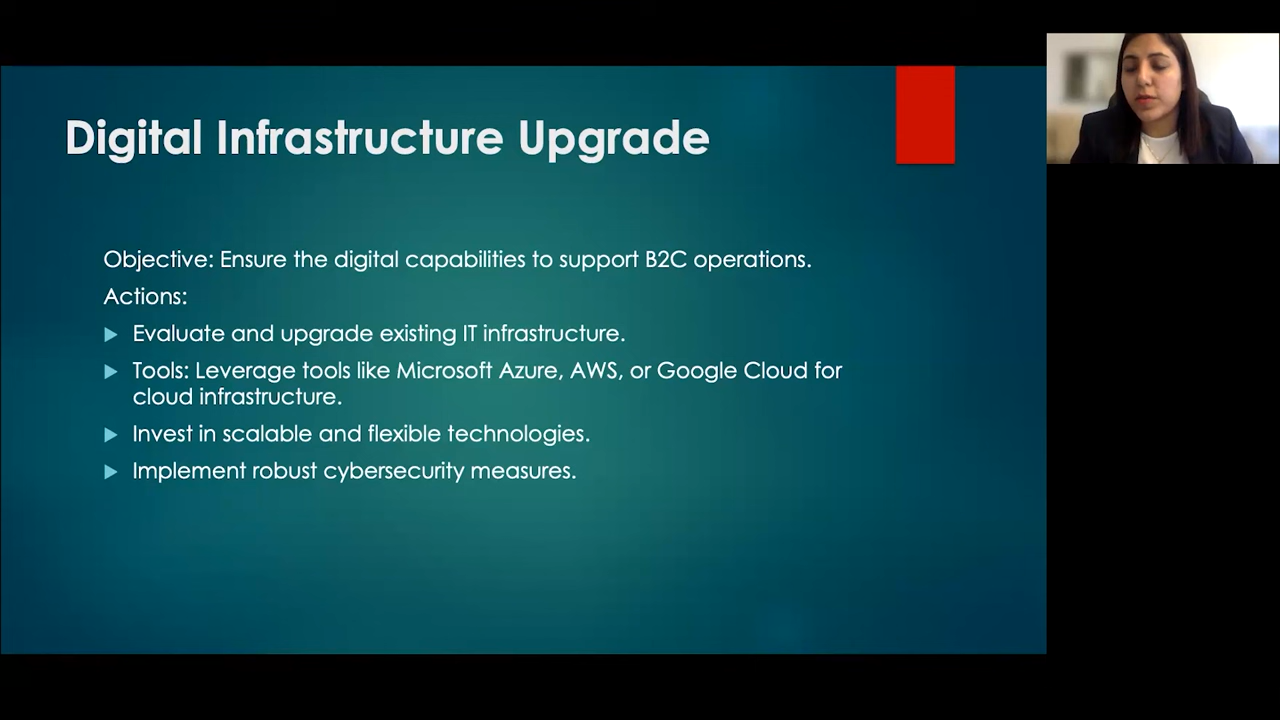 Digital Infrastructure Upgrade
Objective: Ensure the digital capabilities to support B2C operations.
Actions:
Evaluate and upgrade existing IT infrastructure.
Tools: Leverage tools like Microsoft Azure, AWS, or Google Cloud for
cloud infrastructure.
Invest in scalable and flexible technologies.
Implement robust cybersecurity measures.